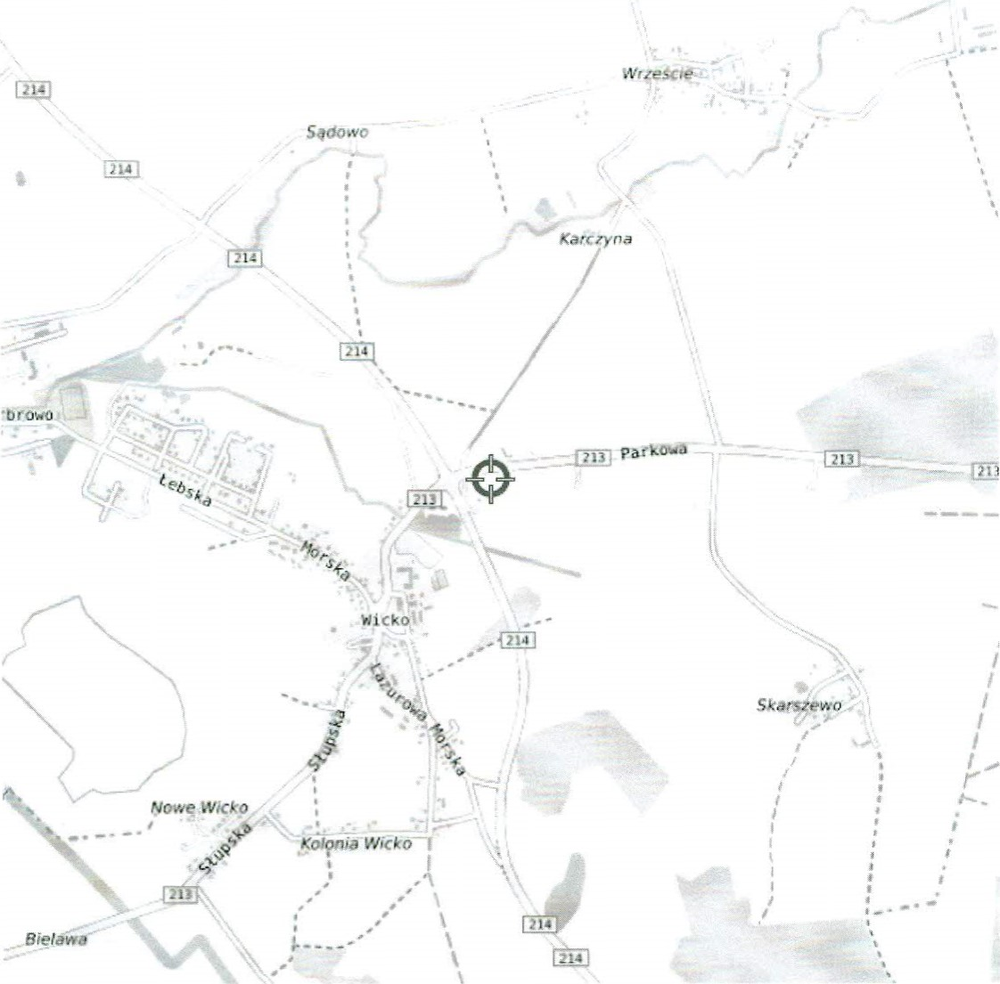 Wrzeście
214
Sądowo
214
Karczyna
214
214
browo
213
Parkowa
213
213
Łebska
213
Morska
Wicko
214
Łazurowa
Skarszewo
Słupska
Morska
Nowe Wicko
Słupska
Kolonia Wicko
213
Bielawa
214
214